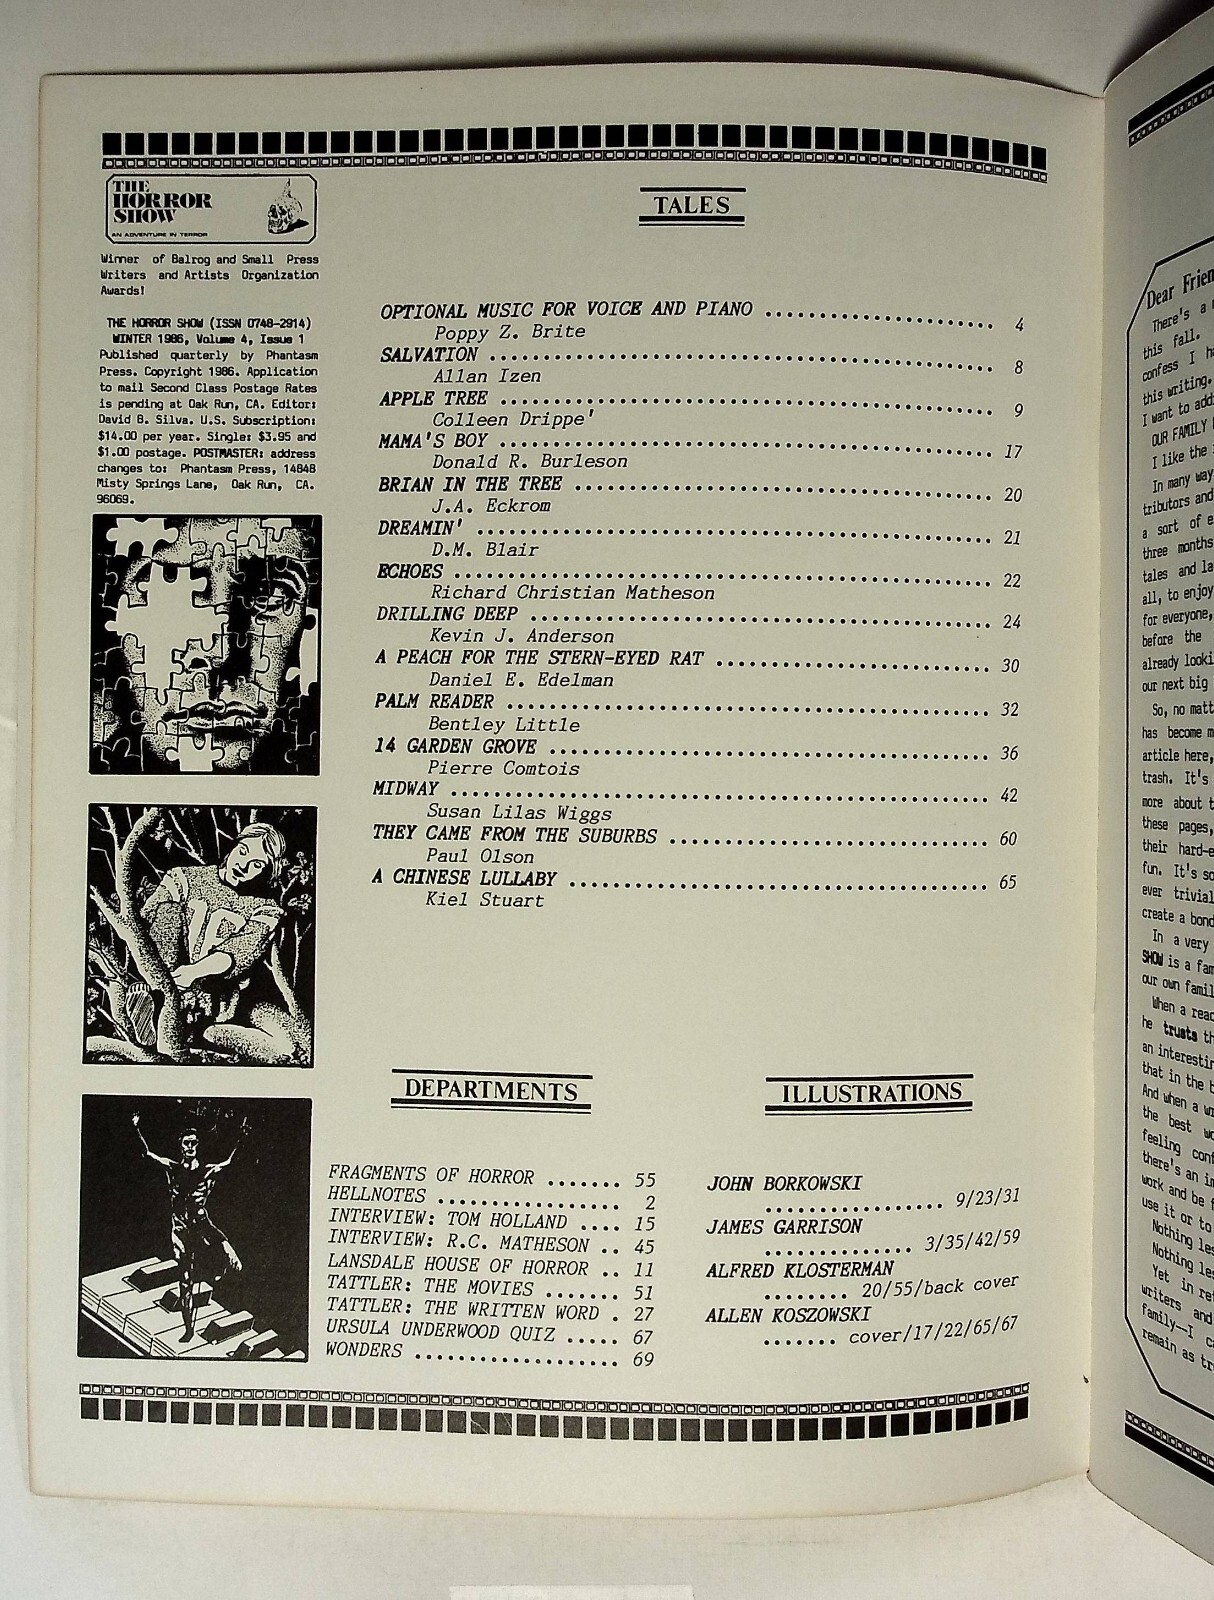 THE
HORROR
SHOW
AN ADVENTURE IN TERROR
Winner of Balrog and Small Press
Writers and Artists Organization
Awards!
THE HORROR SHOW (ISSN 0748-2914)
WINTER 1986, Volume 4, Issue 1
Published quarterly by Phantasm
Press. Copyright 1986. Application
to mail Second Class Postage Rates
is pending at Oak Run, CA. Editor:
David B. Silva. U.S. Subscription:
$14.00 per year. Single: $3.95 and
$1.00 postage. POSTMASTER: address
changes to: Phantasm Press, 14848
Misty Springs Lane, Oak Run, CA.
96069.
TALES
OPTIONAL MUSIC FOR VOICE AND PIANO ........................ 4
Poppy Z. Brite
SALVATION ........................ 8
Allan Izen
APPLE TREE ........................ 9
Colleen Drippe'
MAMA'S BOY ........................ 17
Donald R. Burleson
BRIAN IN THE TREE ........................ 20
J.A. Eckrom
DREAMIN' ........................ 21
D.M. Blair
ECHOES ........................ 22
Richard Christian Matheson
DRILLING DEEP ........................ 24
Kevin J. Anderson
A PEACH FOR THE STERN-EYED RAT ........................ 30
Daniel E. Edelman
PALM READER ........................ 32
Bentley Little
14 GARDEN GROVE ........................ 36
Pierre Comtois
MIDWAY ........................ 42
Susan Lilas Wiggs
THEY CAME FROM THE SUBURBS ........................ 60
Paul Olson
A CHINESE LULLABY ........................ 65
Kiel Stuart
DEPARTMENTS
FRAGMENTS OF HORROR ....... 55
HELLNOTES ................. 2
INTERVIEW: TOM HOLLAND .... 15
INTERVIEW: R.C. MATHESON .. 45
LANSDALE HOUSE OF HORROR .. 11
TATTLER: THE MOVIES ....... 51
TATTLER: THE WRITTEN WORD . 27
URSULA UNDERWOOD QUIZ ..... 67
WONDERS ................... 69
ILLUSTRATIONS
JOHN BORKOWSKI
................. 9/23/31
JAMES GARRISON
.............. 3/35/42/59
ALFRED KLOSTERMAN
........ 20/55/back cover
ALLEN KOSZOWSKI
....... cover/17/22/65/67
Dear
There's a
this fall.
confess I
this writing.
I want to
OUR FAMILY
I like the
In many
tributors and
a sort of
three months
tales and
all, to enjoy
for everyone,
before the
already
our next big
So, no
has become
article here,
trash. It's
more about
these pages,
their
fun. It's
ever
create a
In a very
SHOW is a
our own
When a
he trusts
an
that in the
And when a
the best
feeling
there's an
work and be
use it or to
Nothing
Nothing
Yet in
writers and
family--I
remain as